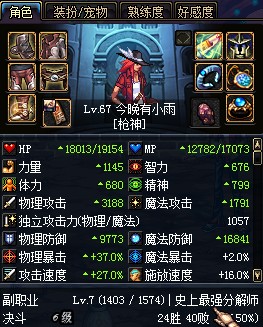 角色 装扮/宠物 熟练度 好感度
Lv.67 今晚有小雨
[枪神]
HP 18013/19154 MP 12782/17073
力量 1145 智力 676
体力 680 精神 799
物理攻击 3188 魔法攻击 1791
独立攻击力(物理/魔法) 1057
物理防御 9773 魔法防御 16841
物理暴击 +37.0% 魔法暴击 +2.0%
攻击速度 +27.0% 施放速度 +16.0%
副职业 Lv.7 (1403 / 1574) | 史上最强分解师
决斗 6 级 24胜 40败 50%)